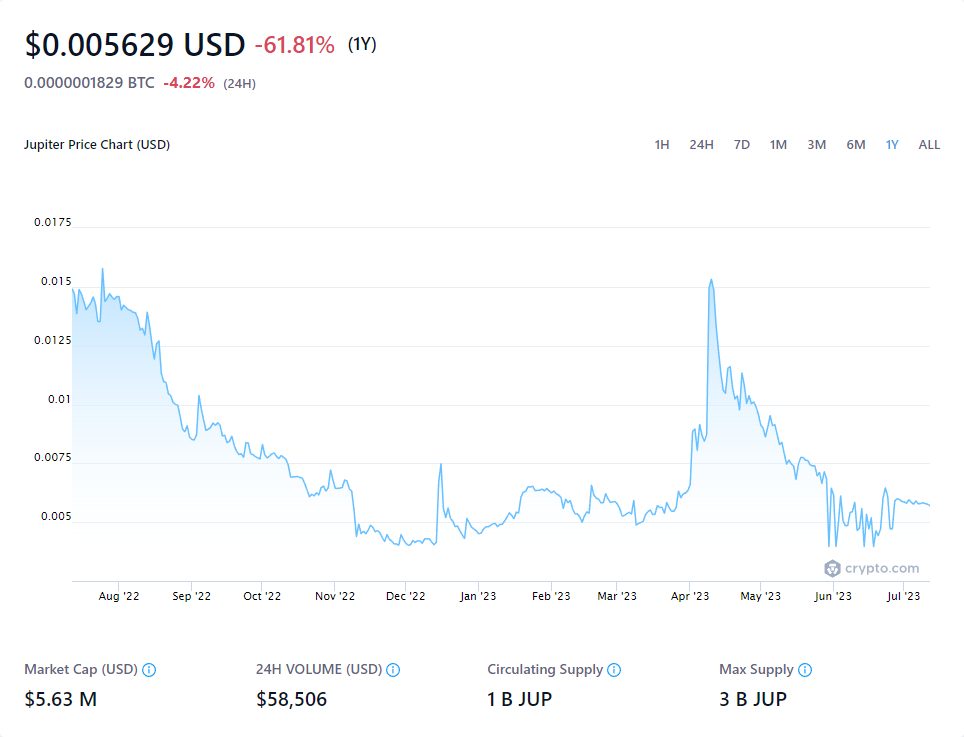 $0.005629 USD -61.81% (1Y)
0.0000001829 BTC -4.22% (24H)
Jupiter Price Chart (USD) 1H 24H 7D 1M 3M 6M 1Y ALL
0.0175
0.015
0.0125
0.01
0.0075
0.005
crypto.com
Aug '22 Sep '22 Oct '22 Nov '22 Dec '22 Jan '23 Feb '23 Mar '23 Apr '23 May '23 Jun '23 Jul '23
Market Cap (USD) 24H VOLUME (USD) Circulating Supply Max Supply
$5.63 M $58,506 1 B JUP 3 B JUP